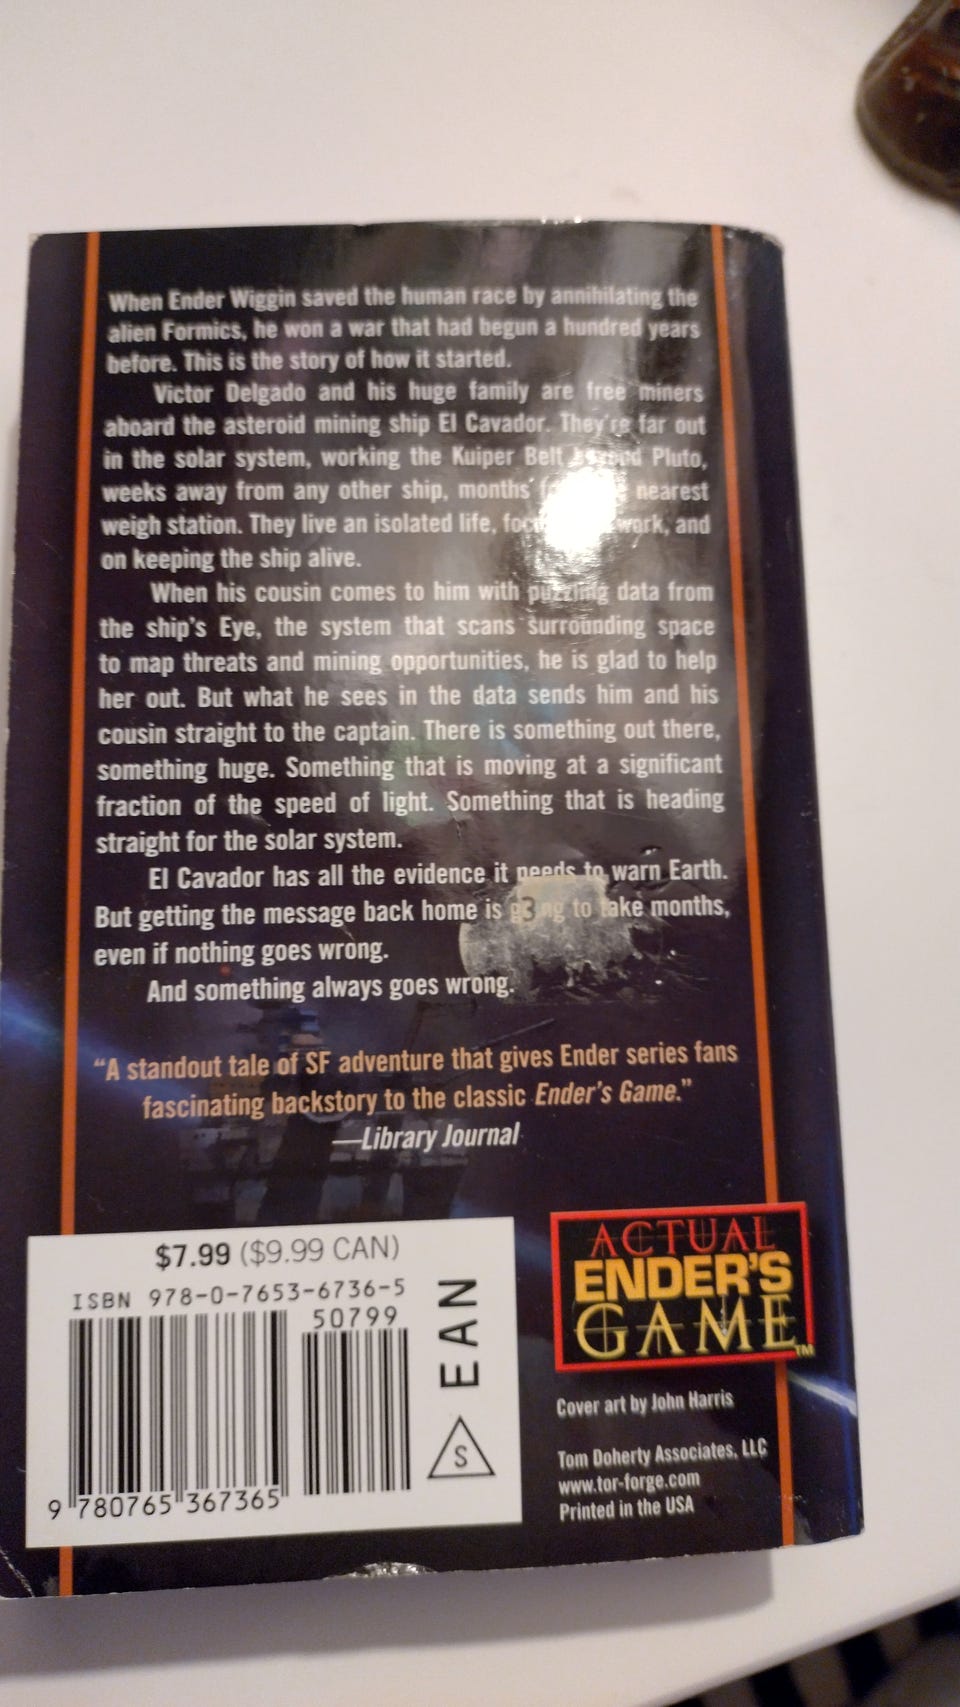 When Ender Wiggin saved the human race by annihilating the
alien Formics, he won a war that had begun a hundred years
before. This is the story of how it started.
Victor Delgado and his huge family are free miners
aboard the asteroid mining ship El Cavador. They're far out
in the solar system, working the Kuiper Belt Pluto,
weeks away from any other ship, months' nearest
weigh station. They live an isolated life, work, and
on keeping the ship alive.
When his cousin comes to him with puzzling data from
the ship's Eye, the system that scans surrounding space
to map threats and mining opportunities, he is glad to help
her out. But what he sees in the data sends him and his
cousin straight to the captain. There is something out there,
something huge. Something that is moving at a significant
fraction of the speed of light. Something that is heading
straight for the solar system.
El Cavador has all the evidence it needs to warn Earth.
But getting the message back home is 3 to take months,
even if nothing goes wrong.
And something always goes wrong.
"A standout tale of SF adventure that gives Ender series fans
fascinating backstory to the classic Ender's Game."
—Library Journal
$7.99 ($9.99 CAN)
ISBN 978-0-7653-6736-5
50799
EAN
S
9 780765 367365
ACTUAL
ENDER'S
GAME™
Cover art by John Harris
Tom Doherty Associates, LLC
www.tor-forge.com
Printed in the USA